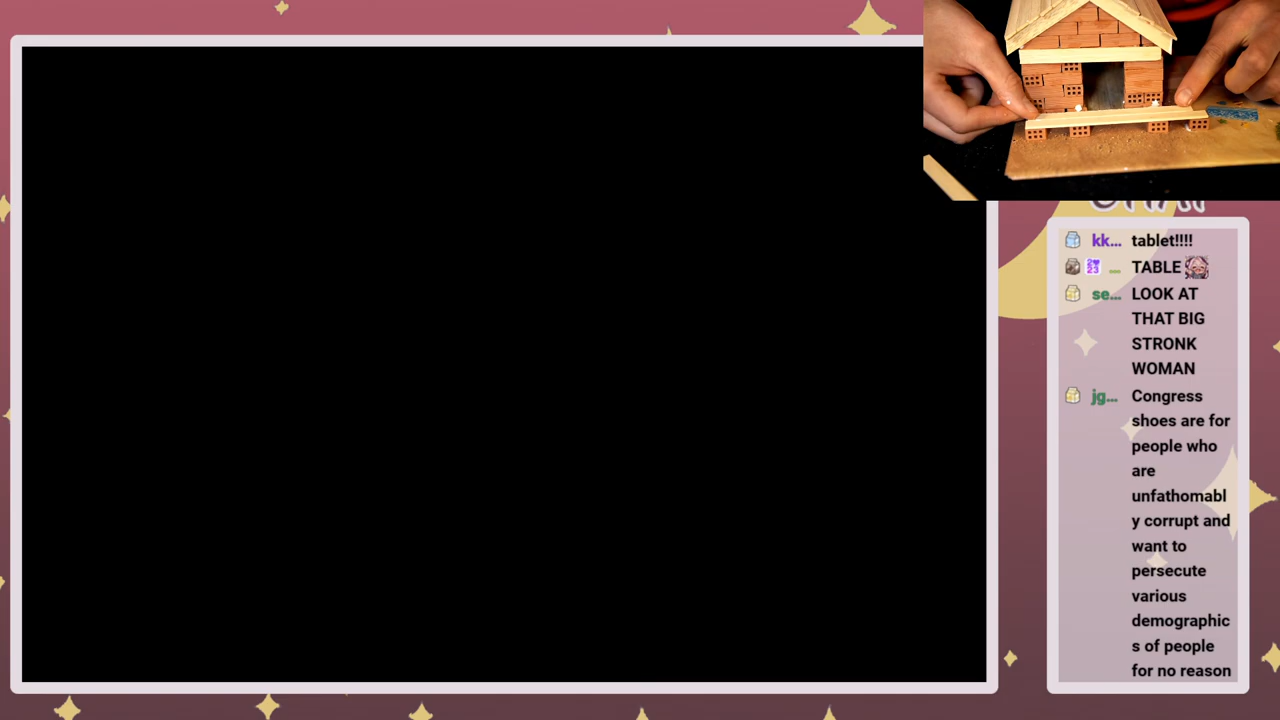 kk... tablet!!!!
TABLE
se... LOOK AT
THAT BIG
STRONK
WOMAN
jg... Congress
shoes are for
people who
are
unfathomabl
y corrupt and
want to
persecute
various
demographic
s of people
for no reason